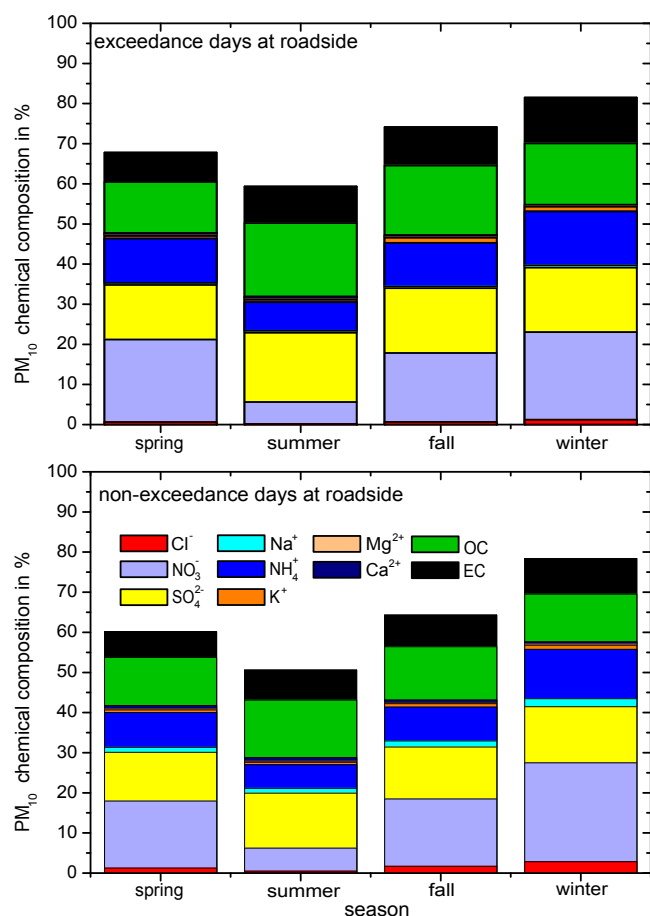 exceedance days at roadside
PM₁₀ chemical composition in %
100
90
80
70
60
50
40
30
20
10
0
spring summer fall winter
non-exceedance days at roadside
PM₁₀ chemical composition in %
100
90
80
70
60
50
40
30
20
10
0
Cl⁻ Na⁺ Mg²⁺ OC
NO₃⁻ NH₄⁺ Ca²⁺ EC
SO₄²⁻ K⁺
spring summer fall winter
season